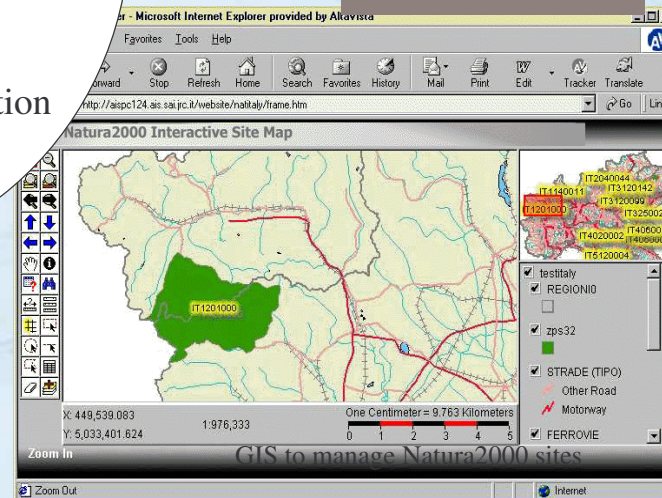 er - Microsoft Internet Explorer provided by AltaVista
Favorites Tools Help
orward Stop Refresh Home Search Favorites History Mail Print Edit Tracker Translate
tion
http://aispc124.ais.sai.jrc.it/website/natitaly/frame.htm Go Lin
Natura2000 Interactive Site Map
IT1201000
IT2040044
IT1140011 IT3120142
IT1201000 IT3120099
IT325002
IT4020002 IT40600
IT5120004
testitaly
REGIONI0
zps32
STRADE (TIPO)
Other Road
Motorway
FERROVIE
X: 449,539.083
Y: 5,033,401.624
1:976,333
One Centimeter = 9.763 Kilometers
0 1 2 3 4 5
Zoom In
GIS to manage Natura2000 sites
Zoom Out Internet